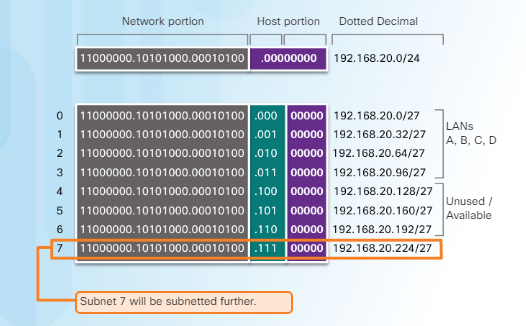 Network portion Host portion Dotted Decimal
11000000.10101000.00010100 .00000000 192.168.20.0/24
0 11000000.10101000.00010100 .000 00000 192.168.20.0/27
1 11000000.10101000.00010100 .001 00000 192.168.20.32/27
2 11000000.10101000.00010100 .010 00000 192.168.20.64/27
3 11000000.10101000.00010100 .011 00000 192.168.20.96/27
LANs
A, B, C, D
4 11000000.10101000.00010100 .100 00000 192.168.20.128/27
5 11000000.10101000.00010100 .101 00000 192.168.20.160/27
6 11000000.10101000.00010100 .110 00000 192.168.20.192/27
Unused /
Available
7 11000000.10101000.00010100 .111 00000 192.168.20.224/27
Subnet 7 will be subnetted further.